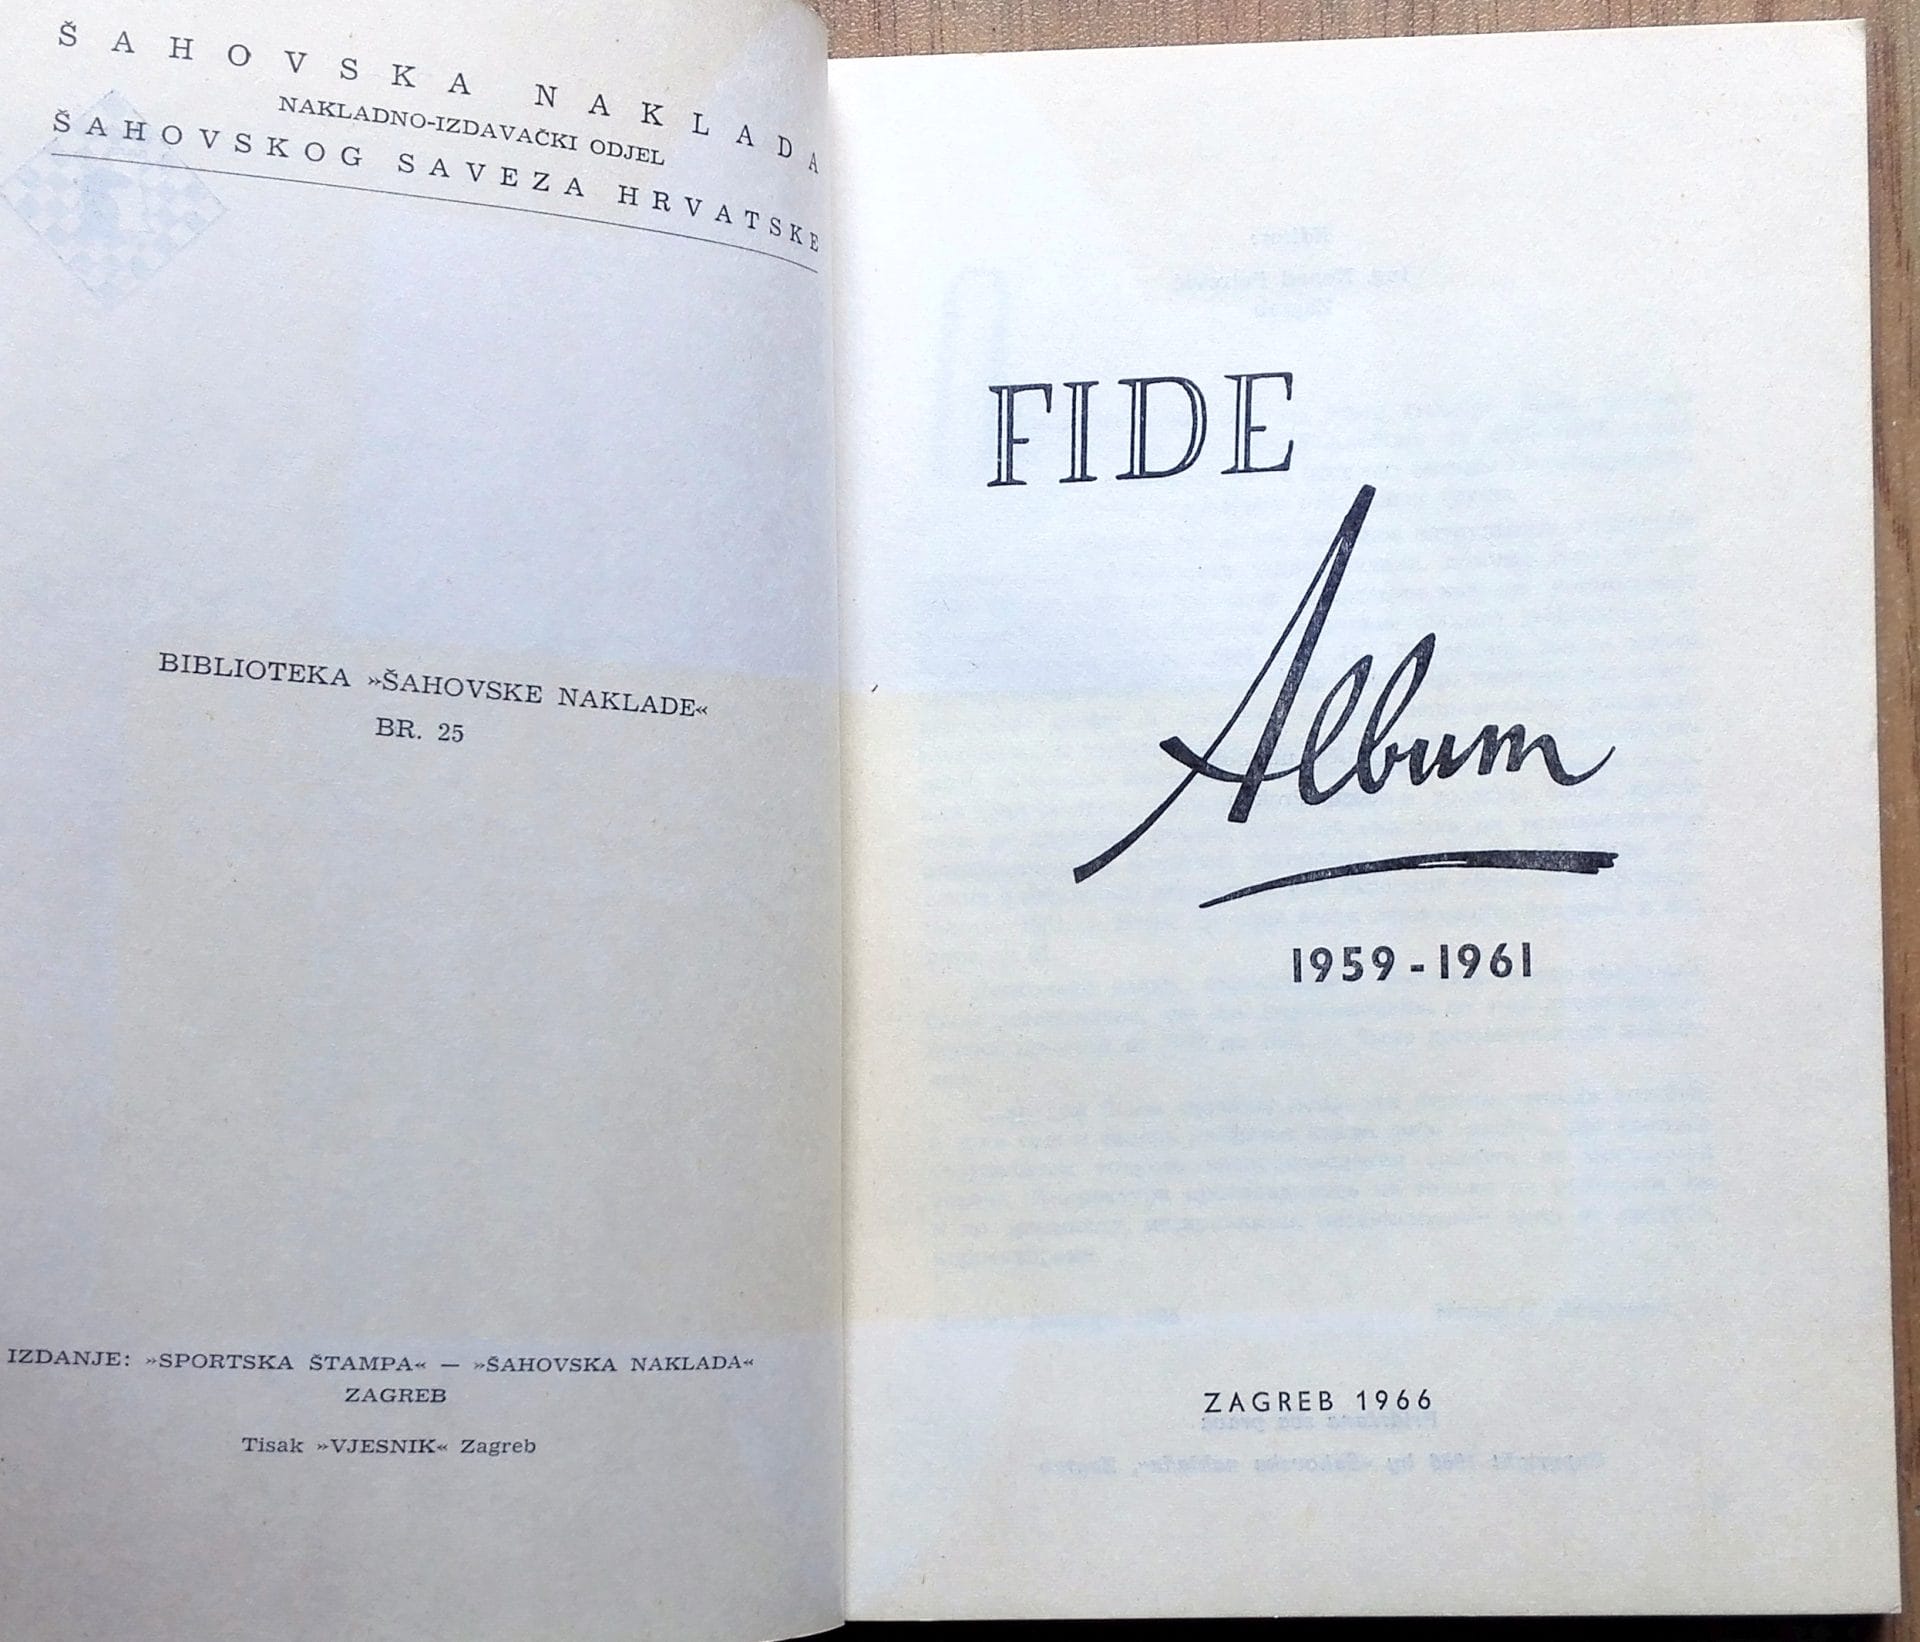 ŠAHOVSKA NAKLADA
NAKLADNO-IZDAVAČKI ODJEL
ŠAHOVSKOG SAVEZA HRVATSKE
BIBLIOTEKA »ŠAHOVSKE NAKLADE«
BR. 25
IZDANJE: »SPORTSKA ŠTAMPA« — »ŠAHOVSKA NAKLADA«
ZAGREB
Tisak »VJESNIK« Zagreb
FIDE
Album
1959-1961
ZAGREB 1966